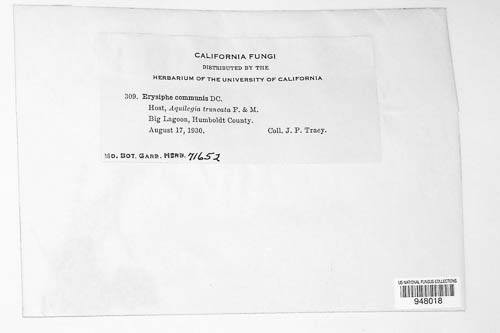 CALIFORNIA FUNGI
DISTRIBUTED BY THE
HERBARIUM OF THE UNIVERSITY OF CALIFORNIA
309. Erysiphe communis DC.
Host, Aquilegia truncata F. & M.
Big Lagoon, Humboldt County.
August 17, 1930. Coll. J. P. Tracy.
MO. BOT. GARD. HERB. 71652
US NATIONAL FUNGUS COLLECTIONS
948018